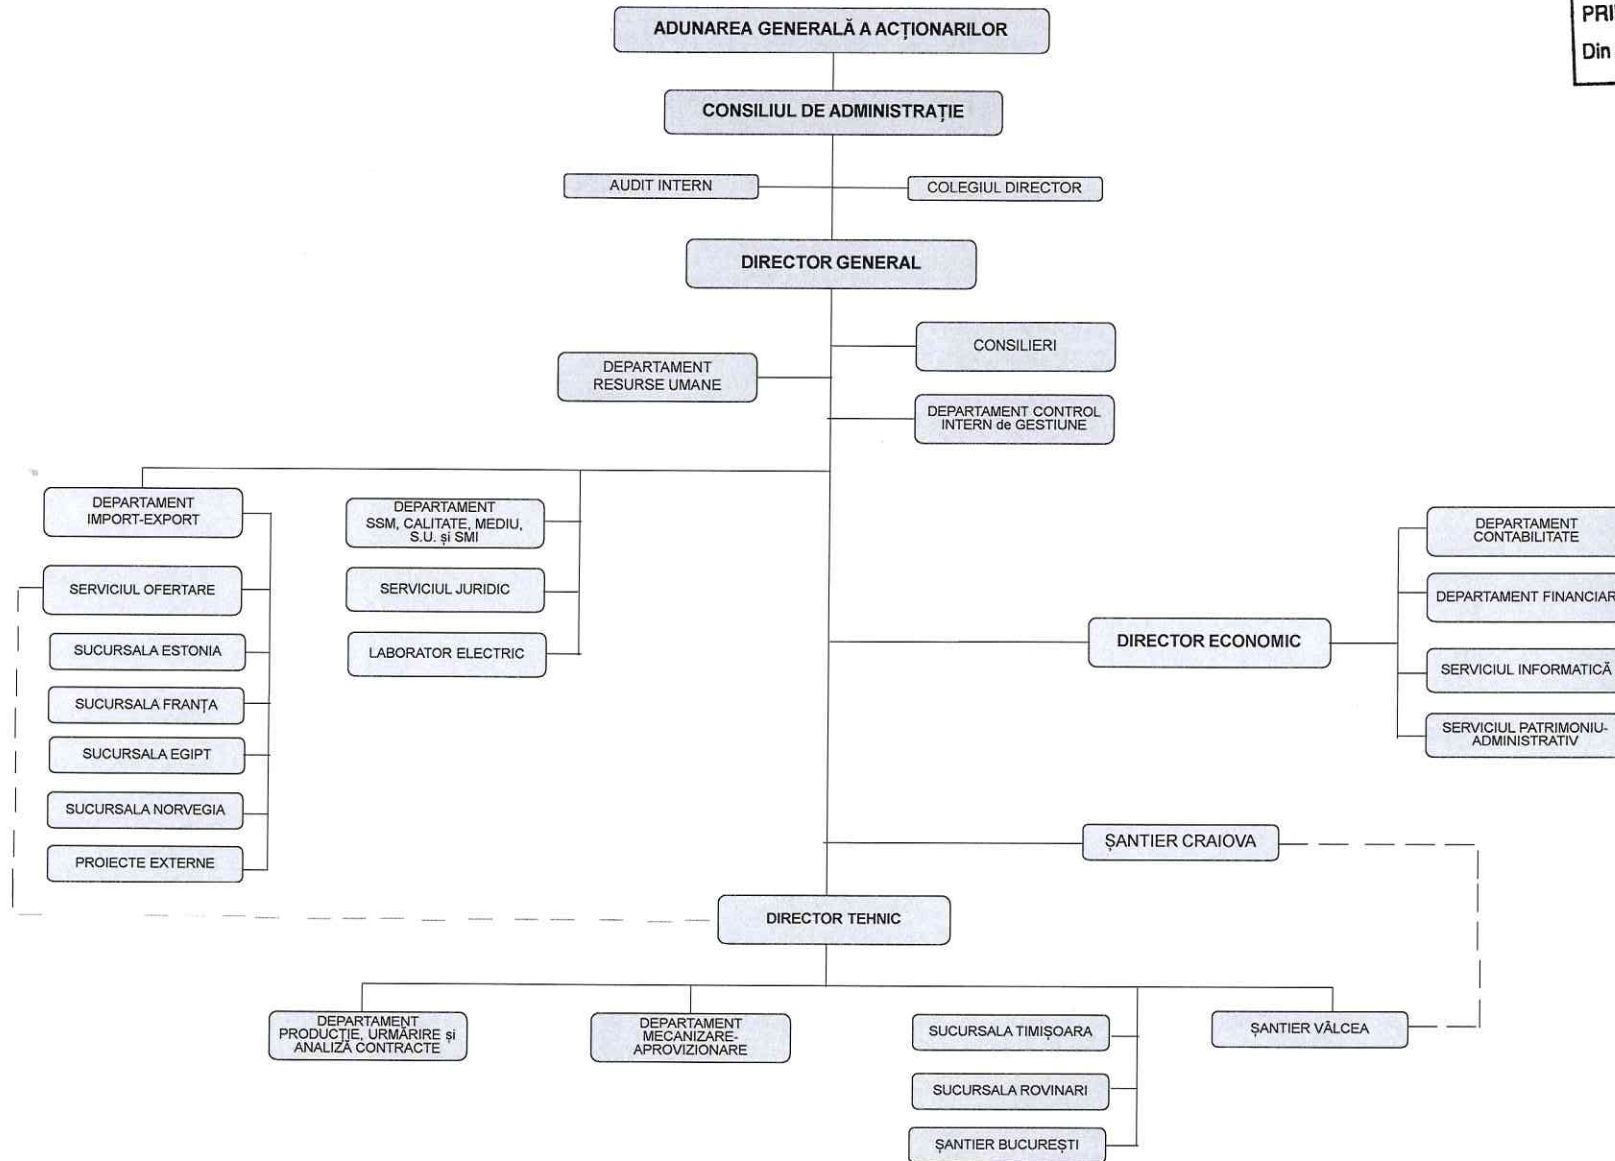 PRI
Din
ADUNAREA GENERALĂ A ACȚIONARILOR
CONSILIUL DE ADMINISTRAȚIE
AUDIT INTERN
COLEGIUL DIRECTOR
DIRECTOR GENERAL
CONSILIERI
DEPARTAMENT
RESURSE UMANE
DEPARTAMENT CONTROL
INTERN de GESTIUNE
DEPARTAMENT
IMPORT-EXPORT
SERVICIUL OFERTARE
SUCURSALA ESTONIA
SUCURSALA FRANȚA
SUCURSALA EGIPT
SUCURSALA NORVEGIA
PROIECTE EXTERNE
DEPARTAMENT
SSM, CALITATE, MEDIU,
S.U. și SMI
SERVICIUL JURIDIC
LABORATOR ELECTRIC
DIRECTOR ECONOMIC
DEPARTAMENT
CONTABILITATE
DEPARTAMENT FINANCIAR
SERVICIUL INFORMATICĂ
SERVICIUL PATRIMONIU-
ADMINISTRATIV
ȘANTIER CRAIOVA
DIRECTOR TEHNIC
DEPARTAMENT
PRODUCȚIE, URMĂRIRE și
ANALIZĂ CONTRACTE
DEPARTAMENT
MECANIZARE-
APROVIZIONARE
SUCURSALA TIMIȘOARA
SUCURSALA ROVINARI
ȘANTIER BUCUREȘTI
ȘANTIER VÂLCEA